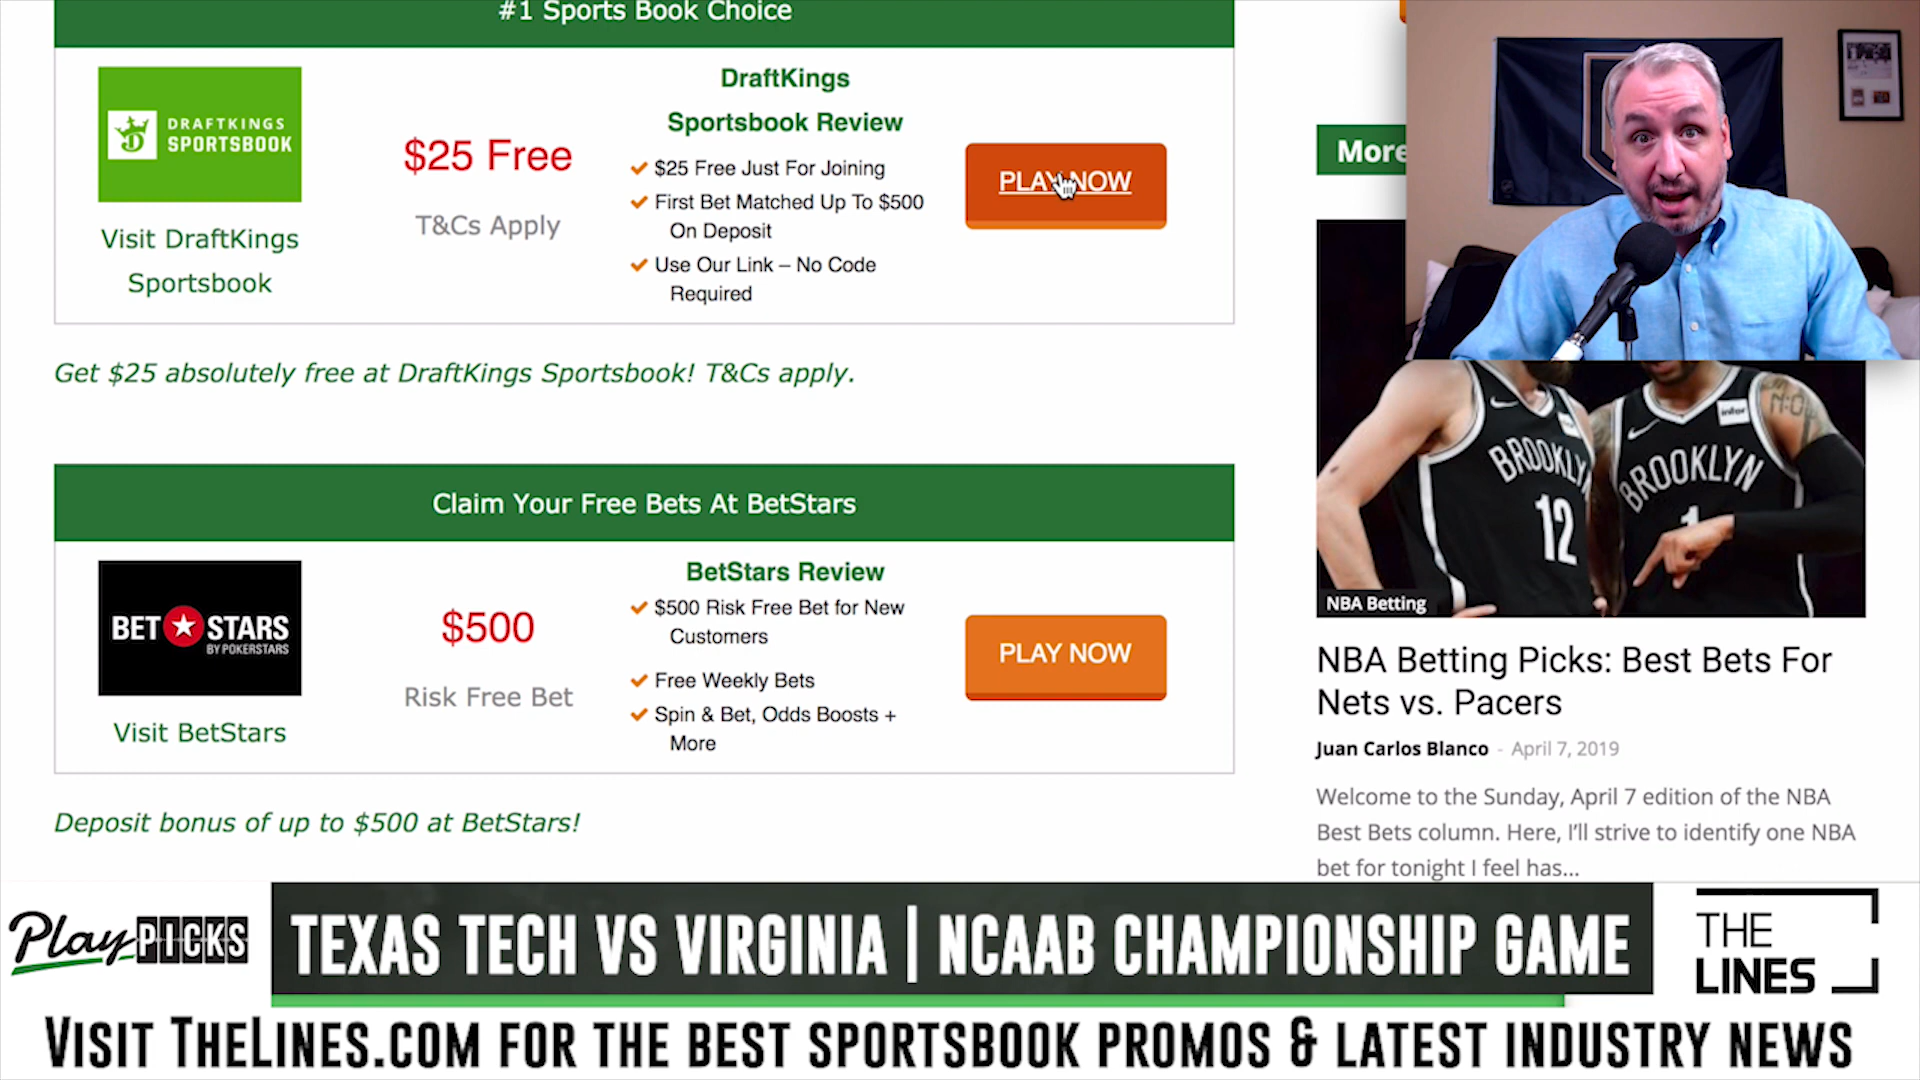 #1 Sports Book Choice
DRAFTKINGS
SPORTSBOOK
Visit DraftKings
Sportsbook
$25 Free
T&Cs Apply
DraftKings
Sportsbook Review
$25 Free Just For Joining
First Bet Matched Up To $500
On Deposit
Use Our Link – No Code
Required
PLAY NOW
Get $25 absolutely free at DraftKings Sportsbook! T&Cs apply.
Claim Your Free Bets At BetStars
BET STARS
BY POKERSTARS
Visit BetStars
$500
Risk Free Bet
BetStars Review
$500 Risk Free Bet for New
Customers
Free Weekly Bets
Spin & Bet, Odds Boosts +
More
PLAY NOW
Deposit bonus of up to $500 at BetStars!
More
BROOKLYN
12
BROOKLYN
1
infor
NBA Betting
NBA Betting Picks: Best Bets For
Nets vs. Pacers
Juan Carlos Blanco - April 7, 2019
Welcome to the Sunday, April 7 edition of the NBA
Best Bets column. Here, I'll strive to identify one NBA
bet for tonight I feel has...
Play PICKS
TEXAS TECH VS VIRGINIA | NCAAB CHAMPIONSHIP GAME
THE
LINES
VISIT THELINES.COM FOR THE BEST SPORTSBOOK PROMOS & LATEST INDUSTRY NEWS